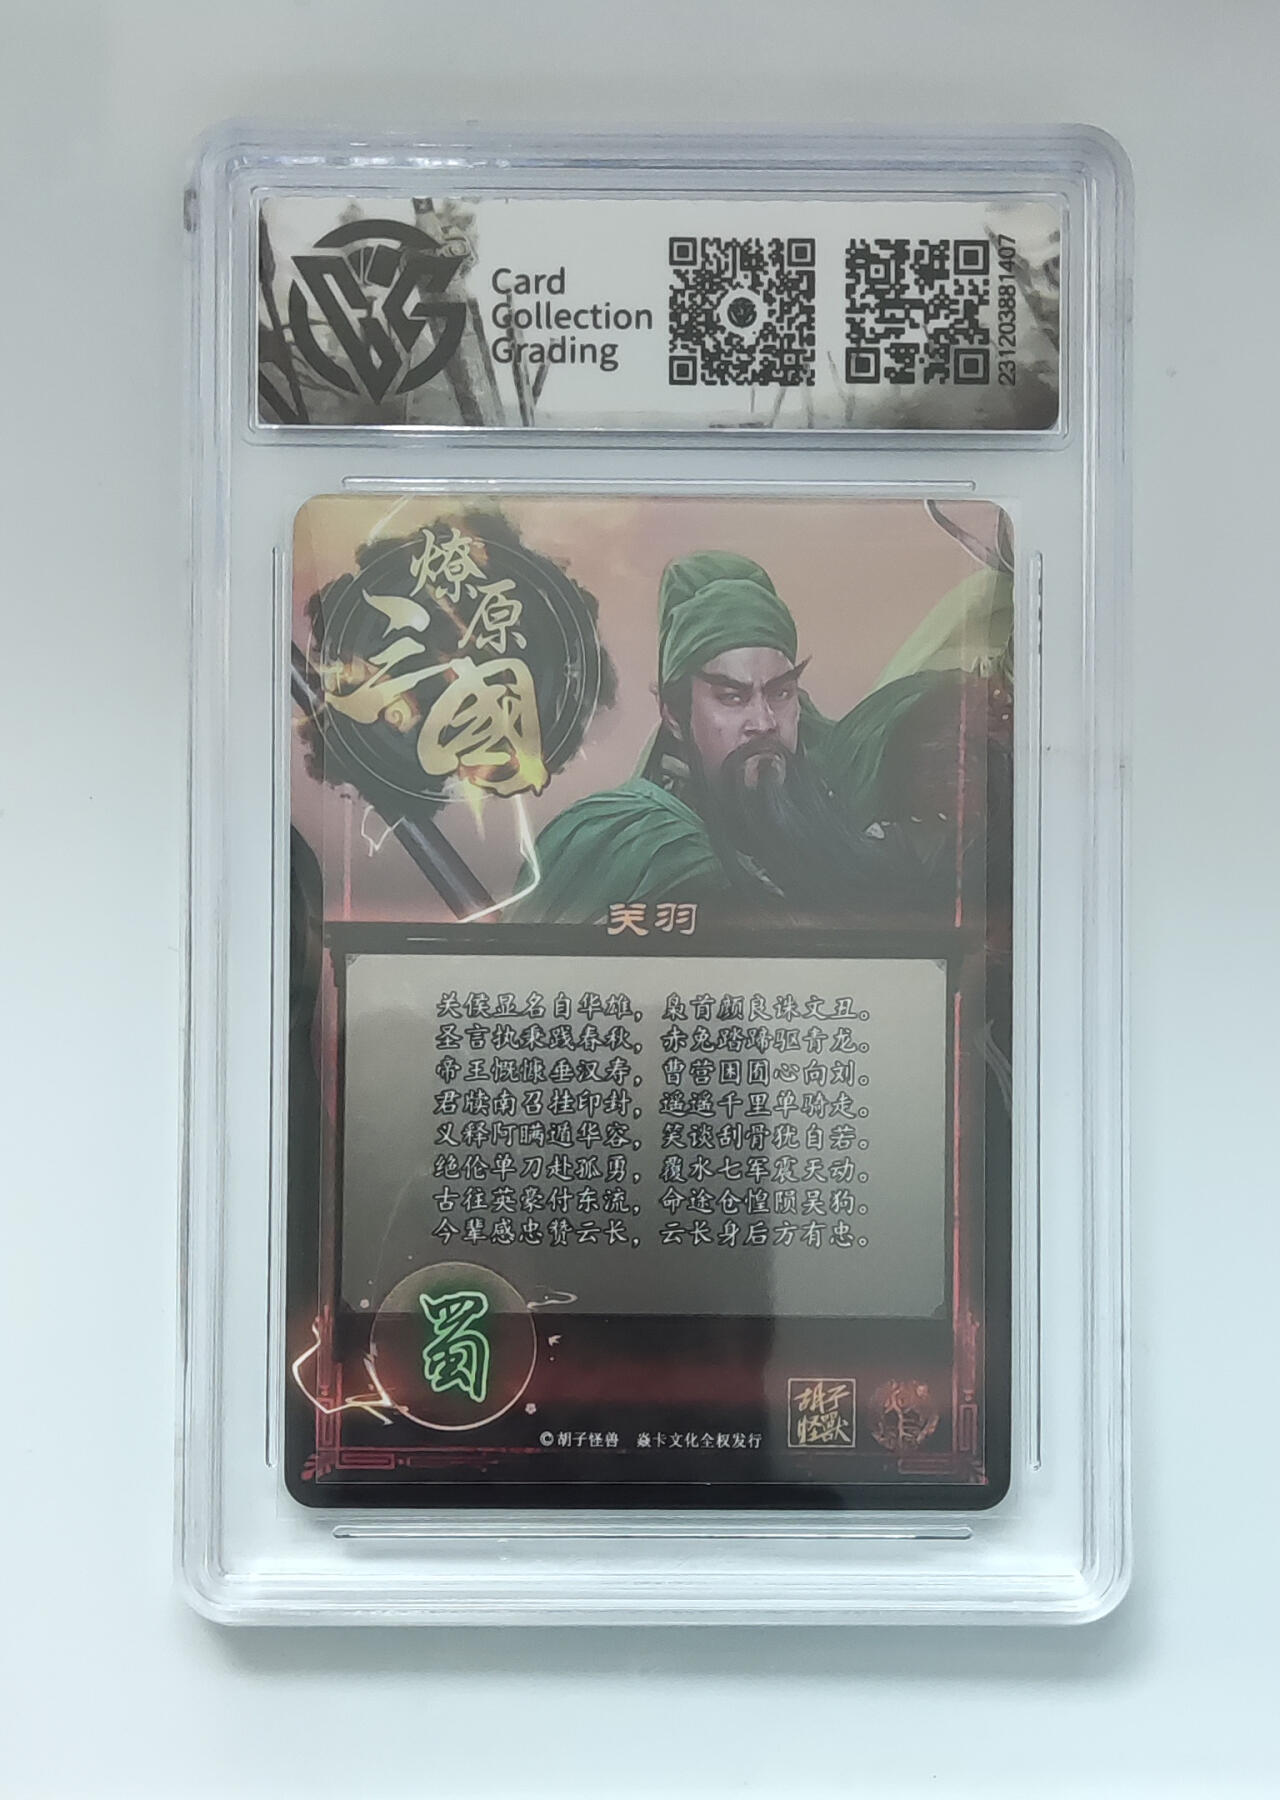 CCG
Card
Collection
Grading
231203881407
燎原
三國
关羽
关侯显名自华雄，枭首颜良诛文丑。
圣言执秉践春秋，赤兔踏蹄驱青龙。
帝王慨慷垂汉寿，曹营困囿心向刘。
君牍南召挂印封，遥遥千里单骑走。
义释阿瞒遁华容，笑谈刮骨犹自若。
绝伦单刀赴孤勇，覆水七军震天动。
古往英豪付东流，命途仓惶陨吴狗。
今辈感忠赞云长，云长身后方有忠。
蜀
胡子
怪獸
©胡子怪兽 焱卡文化全权发行